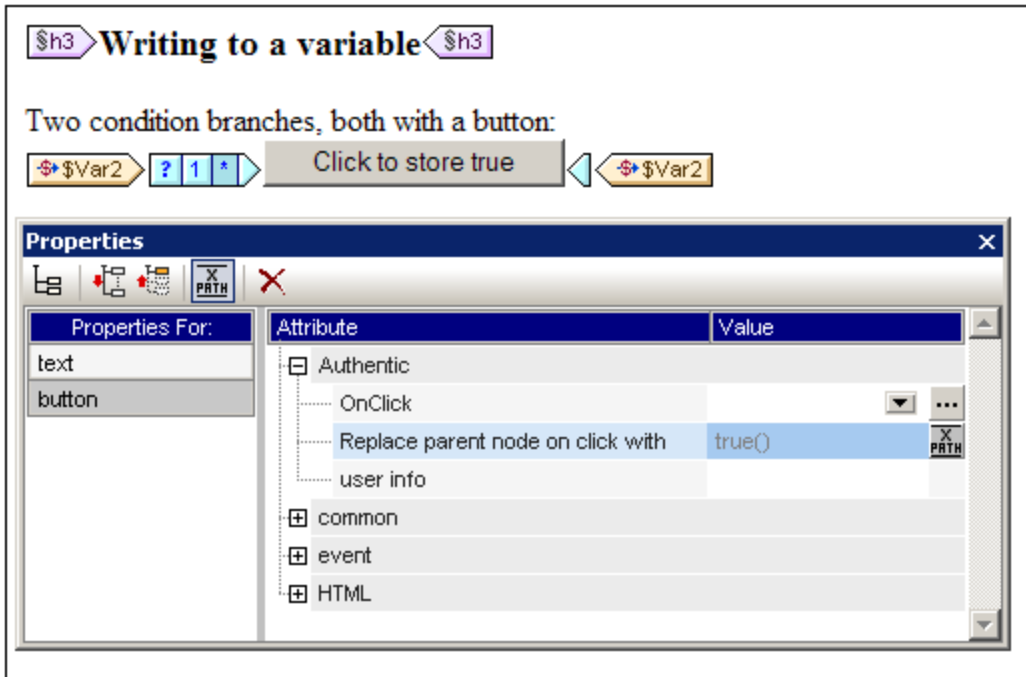 §h3 Writing to a variable §h3
Two condition branches, both with a button:
$ $Var2 ? 1 * Click to store true $ $Var2
Properties
X PATH
Properties For: Attribute Value
text Authentic
button OnClick ...
Replace parent node on click with true() X PATH
user info
common
event
HTML